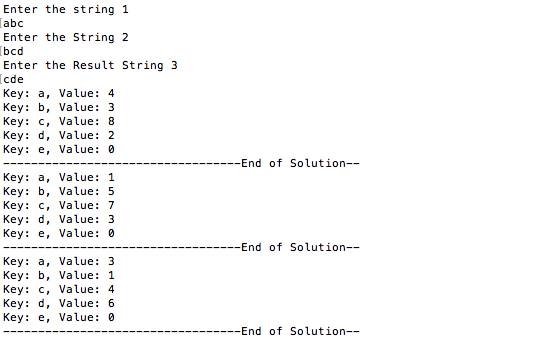 Enter the string 1
abc
Enter the String 2
bcd
Enter the Result String 3
cde
Key: a, Value: 4
Key: b, Value: 3
Key: c, Value: 8
Key: d, Value: 2
Key: e, Value: 0
----------------------------------End of Solution--
Key: a, Value: 1
Key: b, Value: 5
Key: c, Value: 7
Key: d, Value: 3
Key: e, Value: 0
----------------------------------End of Solution--
Key: a, Value: 3
Key: b, Value: 1
Key: c, Value: 4
Key: d, Value: 6
Key: e, Value: 0
----------------------------------End of Solution--